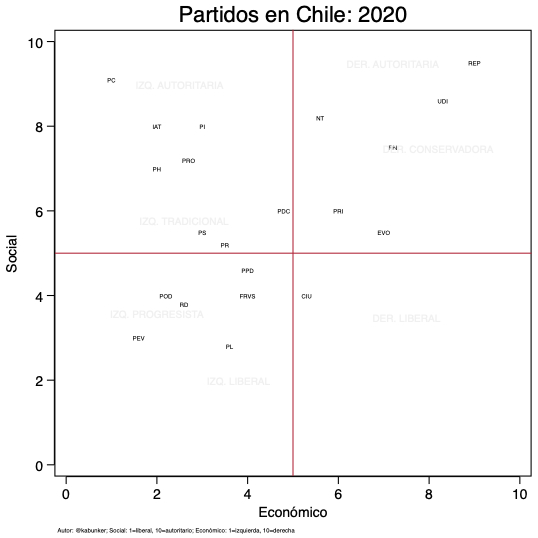 Partidos en Chile: 2020
10
8
6
4
2
0
Social
DER. AUTORITARIA
REP
PC
IZQ. AUTORITARIA
UDI
NT
IAT
PI
DER. CONSERVADORA
PRO
PH
PDC
PRI
IZQ. TRADICIONAL
PS
EVO
PR
PPD
POD
FRVS
CIU
RD
IZQ. PROGRESISTA
DER. LIBERAL
PEV
PL
IZQ. LIBERAL
0 2 4 6 8 10
Económico
Autor: @kabunker; Social: 1=liberal, 10=autoritario; Económico: 1=izquierda, 10=derecha